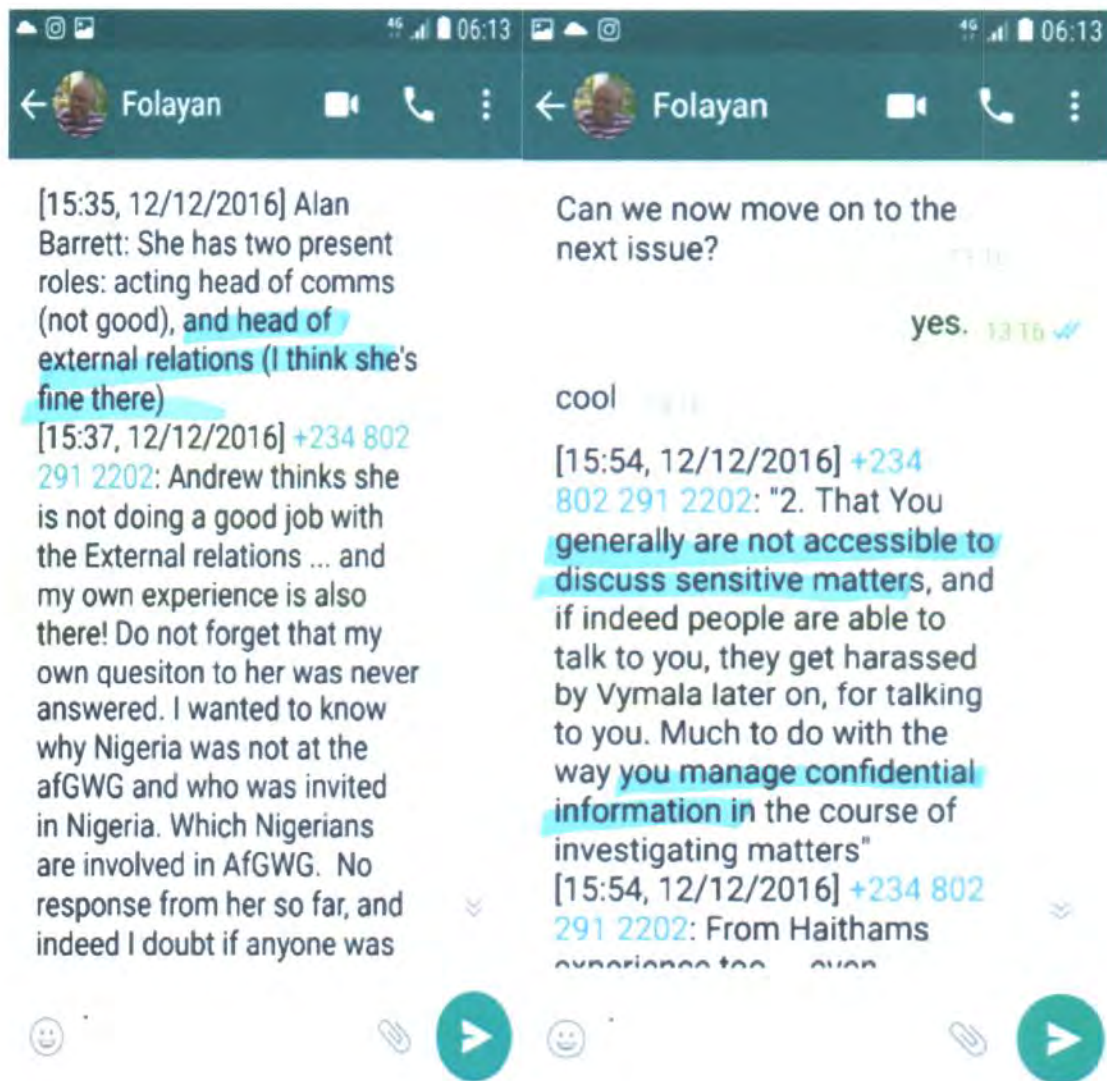 4G 06:13
Folayan
[15:35, 12/12/2016] Alan
Barrett: She has two present
roles: acting head of comms
(not good), and head of
external relations (I think she's
fine there)
[15:37, 12/12/2016] +234 802
291 2202: Andrew thinks she
is not doing a good job with
the External relations ... and
my own experience is also
there! Do not forget that my
own quesiton to her was never
answered. I wanted to know
why Nigeria was not at the
afGWG and who was invited
in Nigeria. Which Nigerians
are involved in AfGWG. No
response from her so far, and
indeed I doubt if anyone was
4G 06:13
Folayan
Can we now move on to the
next issue?
yes. 13:16
cool
[15:54, 12/12/2016] +234
802 291 2202: "2. That You
generally are not accessible to
discuss sensitive matters, and
if indeed people are able to
talk to you, they get harassed
by Vymala later on, for talking
to you. Much to do with the
way you manage confidential
information in the course of
investigating matters"
[15:54, 12/12/2016] +234 802
291 2202: From Haithams